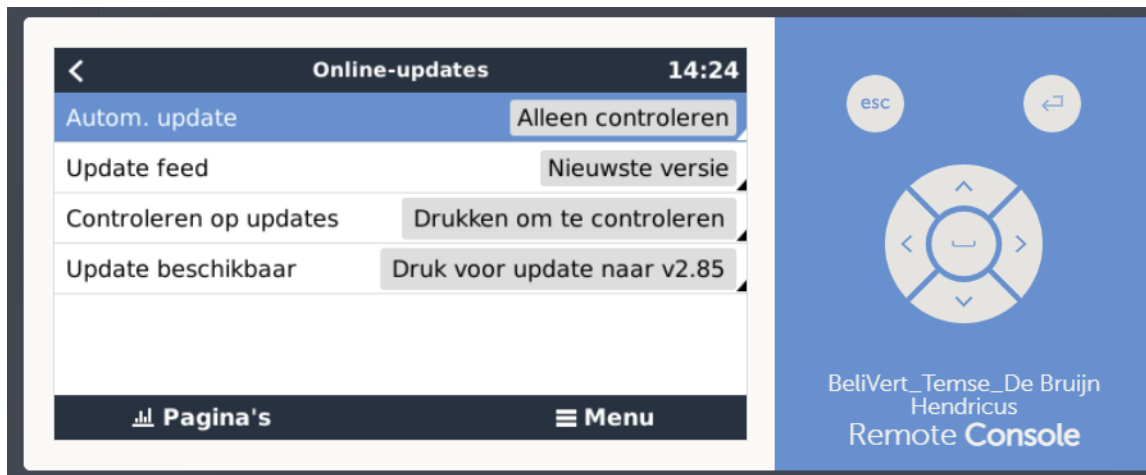 Online-updates 14:24
Autom. update Alleen controleren
Update feed Nieuwste versie
Controleren op updates Drukken om te controleren
Update beschikbaar Druk voor update naar v2.85
Pagina's Menu
esc
BeliVert_Temse_De Bruijn
Hendricus
Remote Console